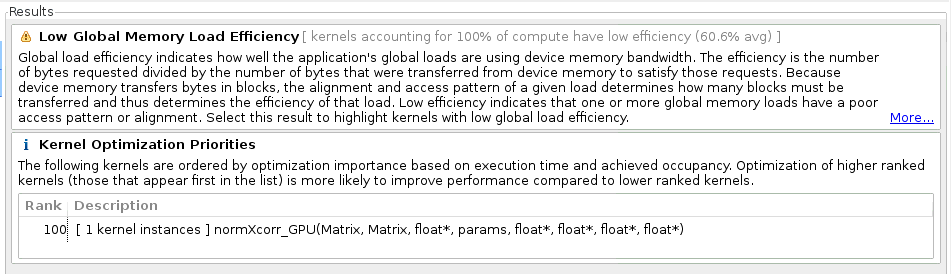 Results
Low Global Memory Load Efficiency [ kernels accounting for 100% of compute have low efficiency (60.6% avg) ]
Global load efficiency indicates how well the application's global loads are using device memory bandwidth. The efficiency is the number
of bytes requested divided by the number of bytes that were transferred from device memory to satisfy those requests. Because
device memory transfers bytes in blocks, the alignment and access pattern of a given load determines how many blocks must be
transferred and thus determines the efficiency of that load. Low efficiency indicates that one or more global memory loads have a poor
access pattern or alignment. Select this result to highlight kernels with low global load efficiency. More...
Kernel Optimization Priorities
The following kernels are ordered by optimization importance based on execution time and achieved occupancy. Optimization of higher ranked
kernels (those that appear first in the list) is more likely to improve performance compared to lower ranked kernels.
Rank Description
100 [ 1 kernel instances ] normXcorr_GPU(Matrix, Matrix, float*, params, float*, float*, float*, float*)